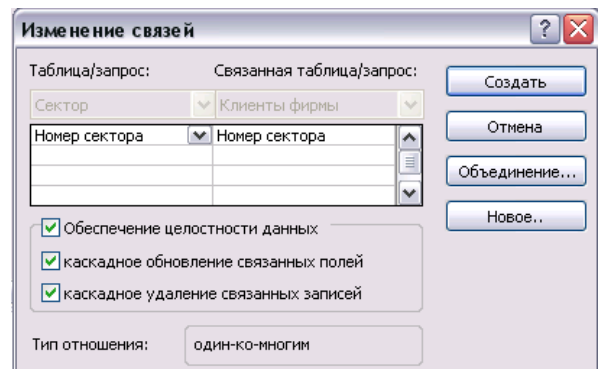 Изменение связей
Таблица/запрос: Связанная таблица/запрос:
Создать
Сектор Клиенты фирмы
Номер сектора Номер сектора
Отмена
Объединение...
Новое..
Обеспечение целостности данных
каскадное обновление связанных полей
каскадное удаление связанных записей
Тип отношения: один-ко-многим